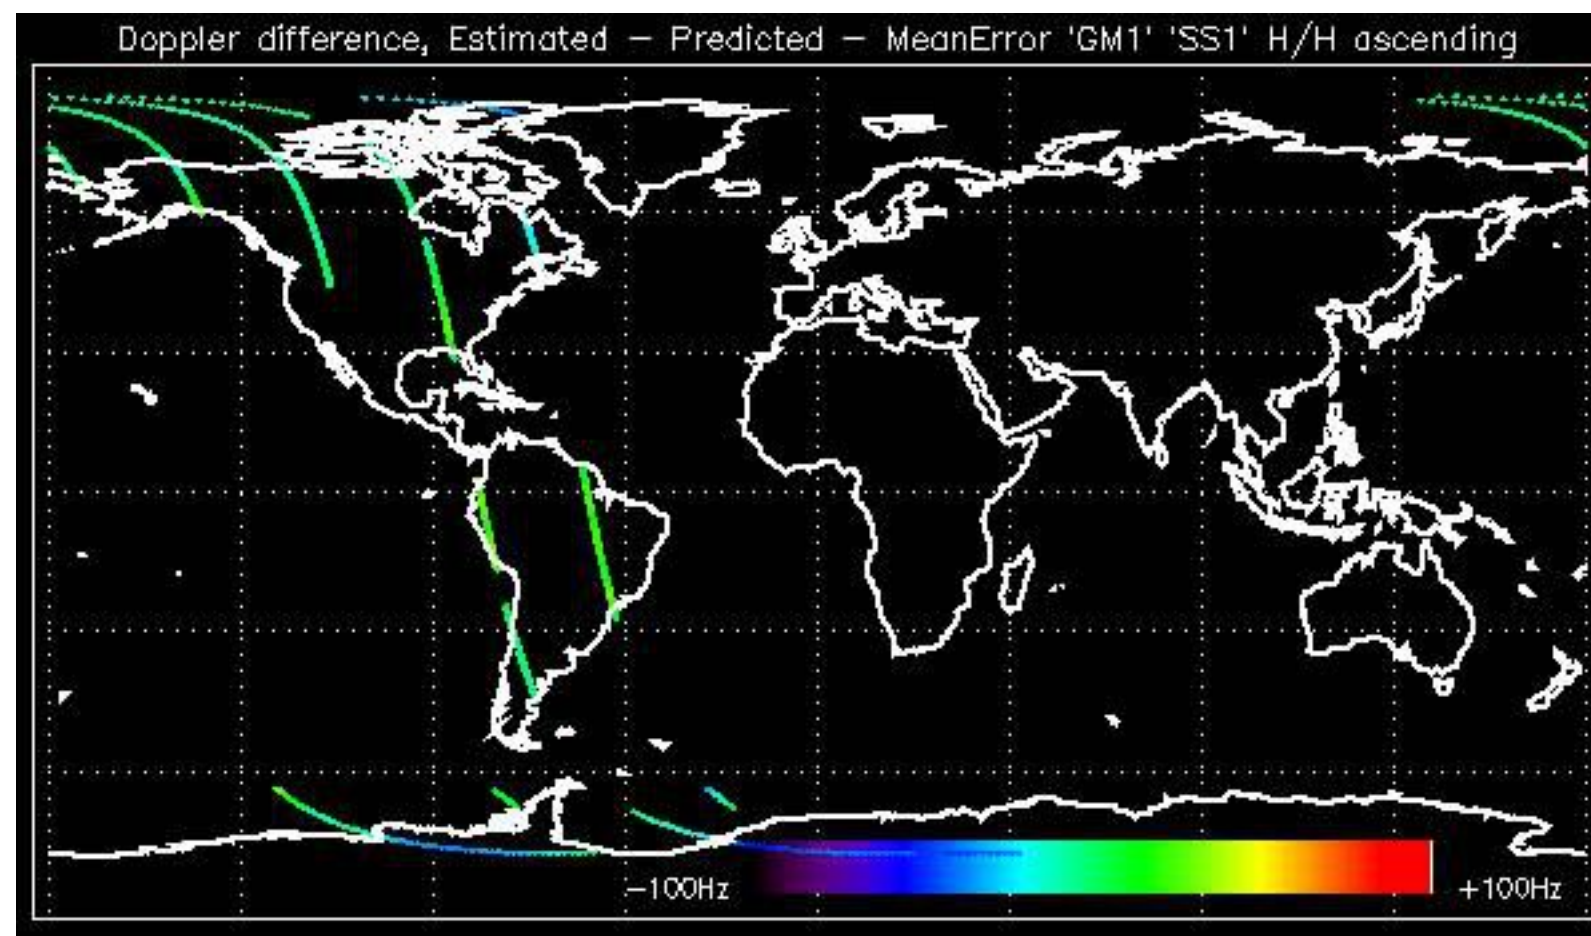 Doppler difference, Estimated – Predicted – MeanError 'GM1' 'SS1' H/H ascending
–100Hz +100Hz